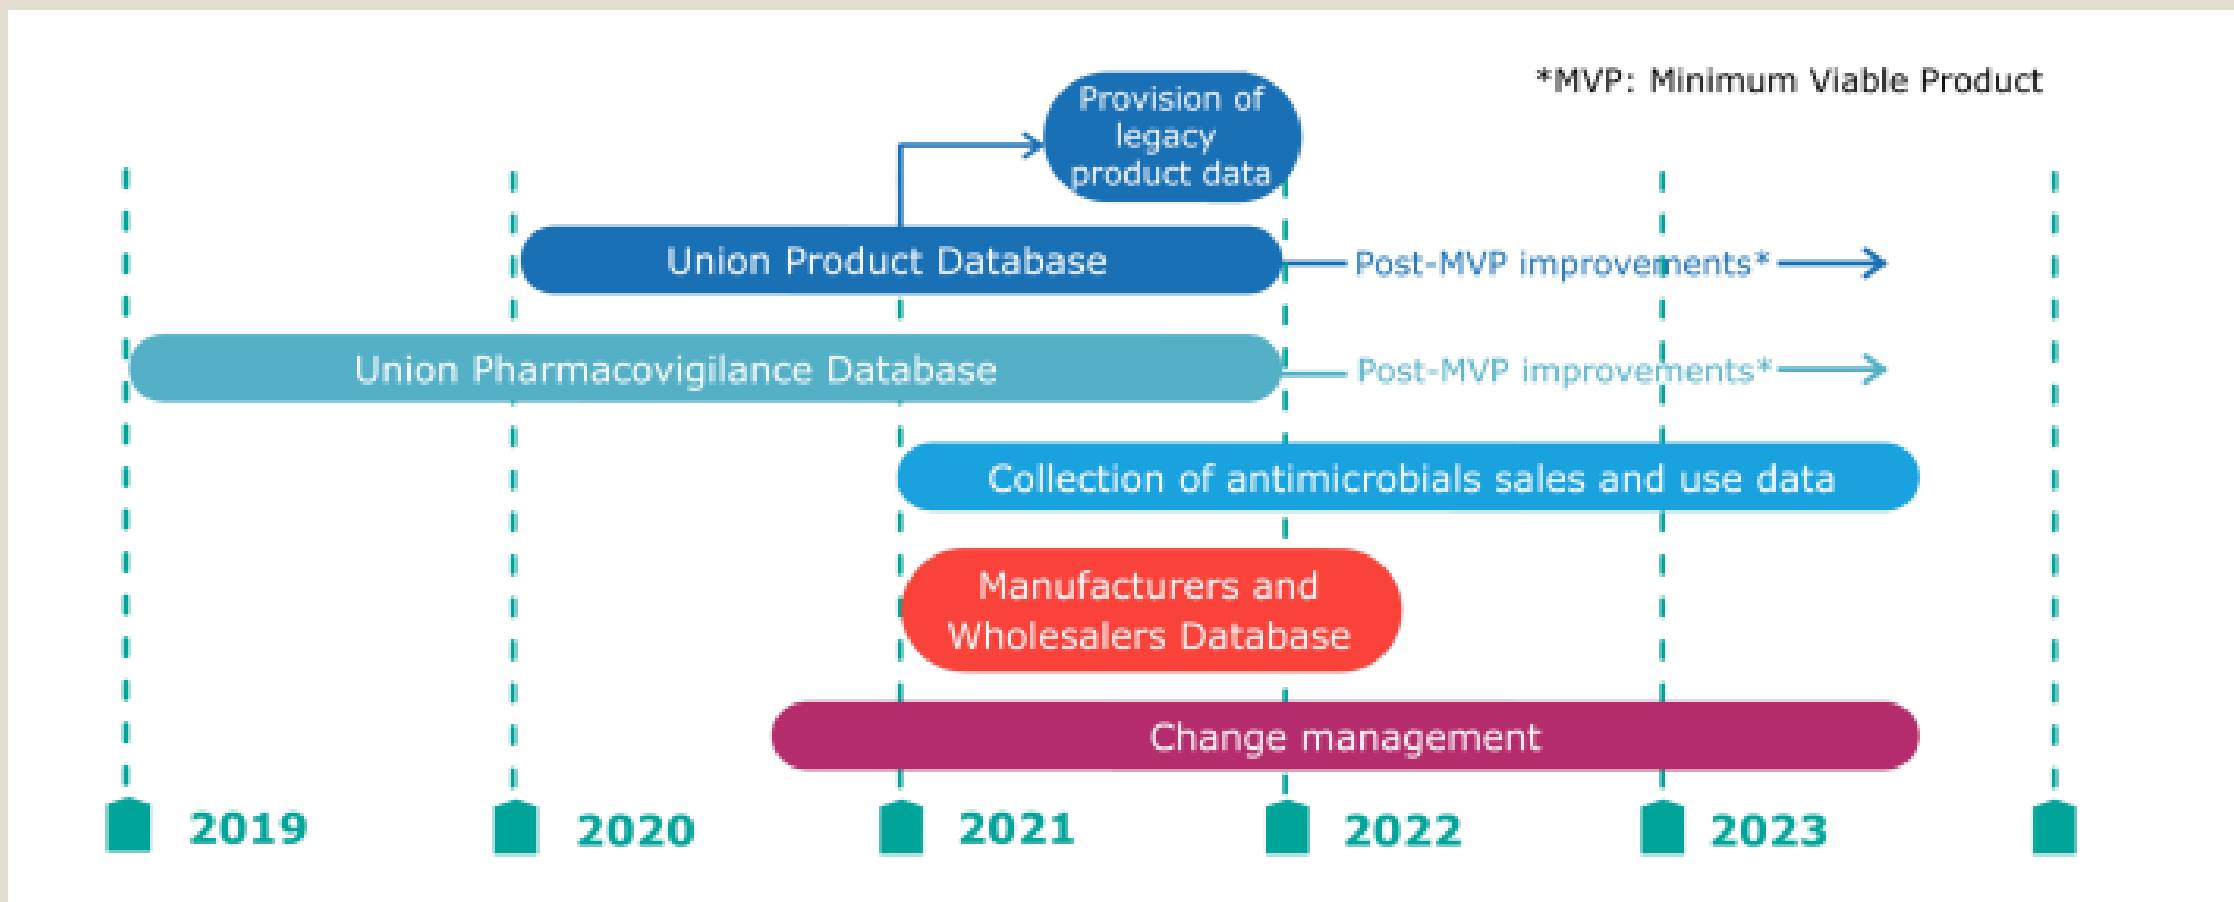 *MVP: Minimum Viable Product
Provision of
legacy
product data
Union Product Database
Post-MVP improvements*
Union Pharmacovigilance Database
Post-MVP improvements*
Collection of antimicrobials sales and use data
Manufacturers and
Wholesalers Database
Change management
2019
2020
2021
2022
2023